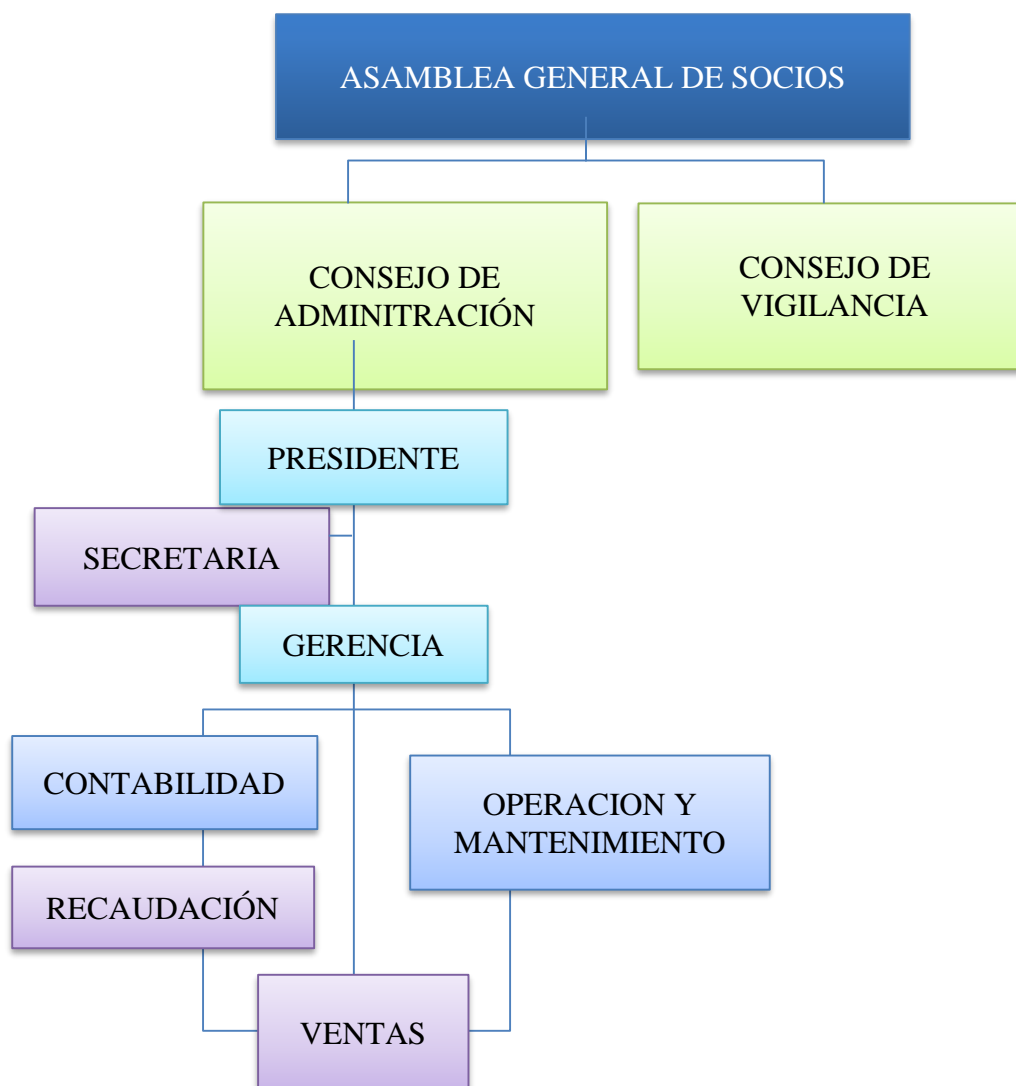 ASAMBLEA GENERAL DE SOCIOS
CONSEJO DE
ADMINITRACIÓN
CONSEJO DE
VIGILANCIA
PRESIDENTE
SECRETARIA
GERENCIA
CONTABILIDAD
OPERACION Y
MANTENIMIENTO
RECAUDACIÓN
VENTAS